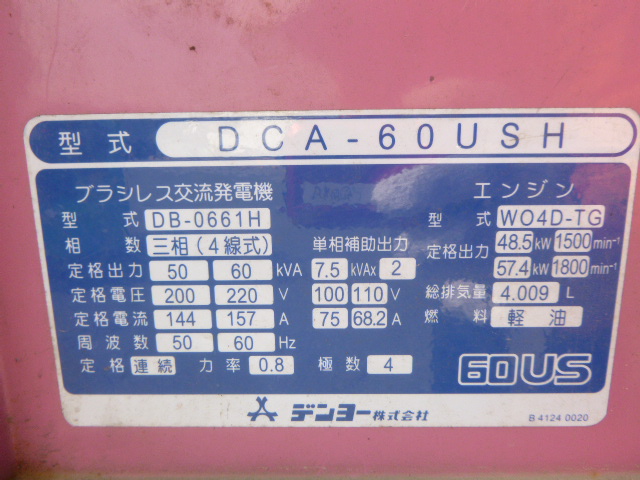 型式 DCA-60USH
ブラシレス交流発電機
型式 DB-0661H
相数 三相(4線式) 単相補助出力
定格出力 50 60 kVA 7.5 kVAx 2
定格電圧 200 220 V 100 110 V
定格電流 144 157 A 75 68.2 A
周波数 50 60 Hz
定格 連続 力率 0.8 極数 4
エンジン
型式 WO4D-TG
定格出力 48.5 kW 1500 min⁻¹
57.4 kW 1800 min⁻¹
総排気量 4.009 L
燃料 軽油
60US
デンヨー株式会社
B 4124 0020